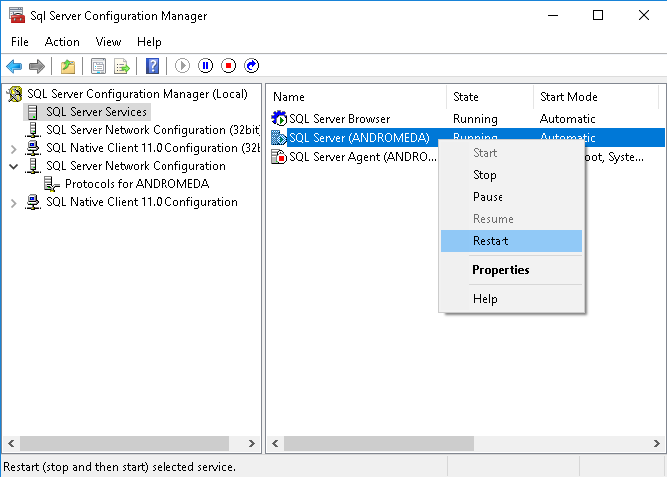 Sql Server Configuration Manager
File Action View Help
SQL Server Configuration Manager (Local)
SQL Server Services
SQL Server Network Configuration (32bit
SQL Native Client 11.0 Configuration (32b
SQL Server Network Configuration
Protocols for ANDROMEDA
SQL Native Client 11.0 Configuration
Name State Start Mode
SQL Server Browser Running Automatic
SQL Server (ANDROMEDA) Running Automatic
SQL Server Agent (ANDRO... oot, Syste...
Start
Stop
Pause
Resume
Restart
Properties
Help
Restart (stop and then start) selected service.